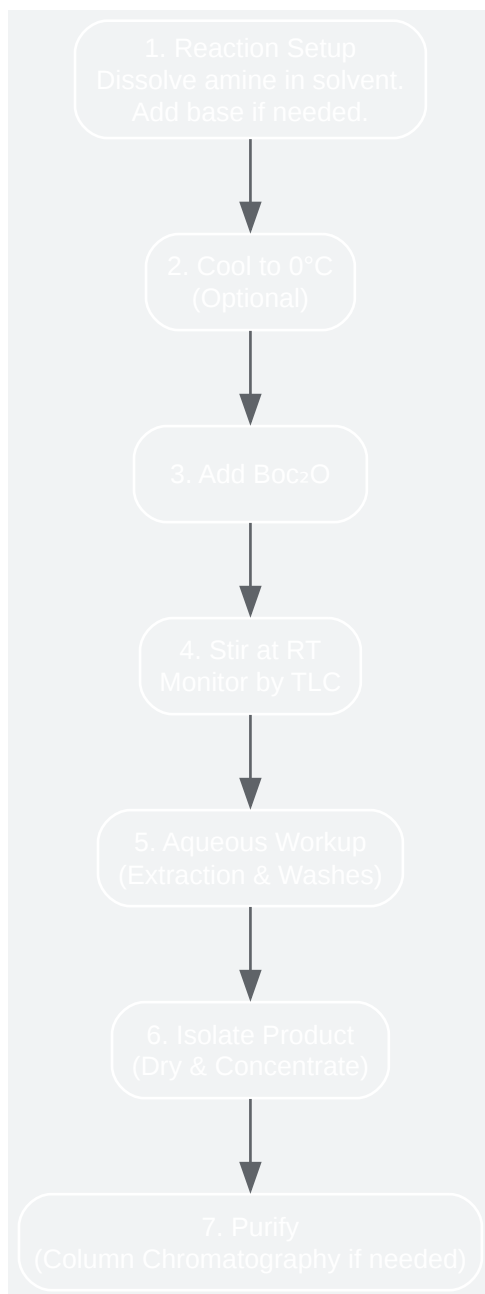 1. Reaction Setup
Dissolve amine in solvent.
Add base if needed.
2. Cool to 0°C
(Optional)
3. Add Boc₂O
4. Stir at RT
Monitor by TLC
5. Aqueous Workup
(Extraction & Washes)
6. Isolate Product
(Dry & Concentrate)
7. Purify
(Column Chromatography if needed)